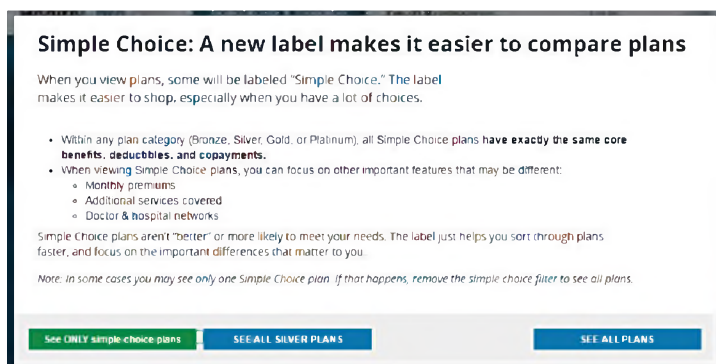 Simple Choice: A new label makes it easier to compare plans
When you view plans, some will be labeled "Simple Choice." The label
makes it easier to shop, especially when you have a lot of choices.
• Within any plan category (Bronze, Silver, Gold, or Platinum), all Simple Choice plans have exactly the same core
benefits, deductibles, and copayments.
• When viewing Simple Choice plans, you can focus on other important features that may be different:
◦ Monthly premiums
◦ Additional services covered
◦ Doctor & hospital networks
Simple Choice plans aren't "better" or more likely to meet your needs. The label just helps you sort through plans
faster, and focus on the important differences that matter to you.
Note: In some cases you may see only one Simple Choice plan. If that happens, remove the simple choice filter to see all plans.
See ONLY simple choice plans SEE ALL SILVER PLANS SEE ALL PLANS